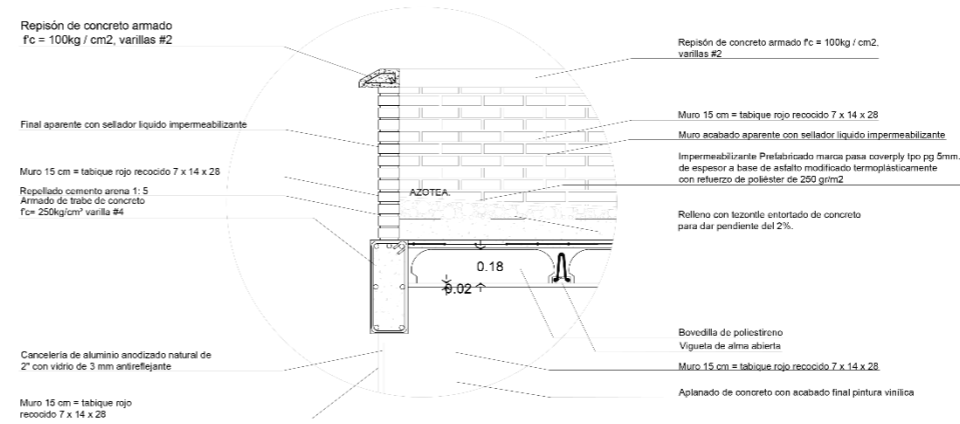 Repisón de concreto armado
f'c = 100kg / cm2, varillas #2
Final aparente con sellador liquido impermeabilizante
Muro 15 cm = tabique rojo recocido 7 x 14 x 28
Repellado cemento arena 1: 5
Armado de trabe de concreto
f'c= 250kg/cm² varilla #4
Cancelería de aluminio anodizado natural de
2" con vidrio de 3 mm antireflejante
Muro 15 cm = tabique rojo
recocido 7 x 14 x 28
AZOTEA.
0.18
0.02
Repisón de concreto armado f'c = 100kg / cm2,
varillas #2
Muro 15 cm = tabique rojo recocido 7 x 14 x 28
Muro acabado aparente con sellador liquido impermeabilizante
Impermeabilizante Prefabricado marca pasa coverply tpo pg 5mm.
de espesor a base de asfalto modificado termoplásticamente
con refuerzo de poliéster de 250 gr/m2
Relleno con tezontle entortado de concreto
para dar pendiente del 2%.
Bovedilla de poliestireno
Vigueta de alma abierta
Muro 15 cm = tabique rojo recocido 7 x 14 x 28
Aplanado de concreto con acabado final pintura vinílica